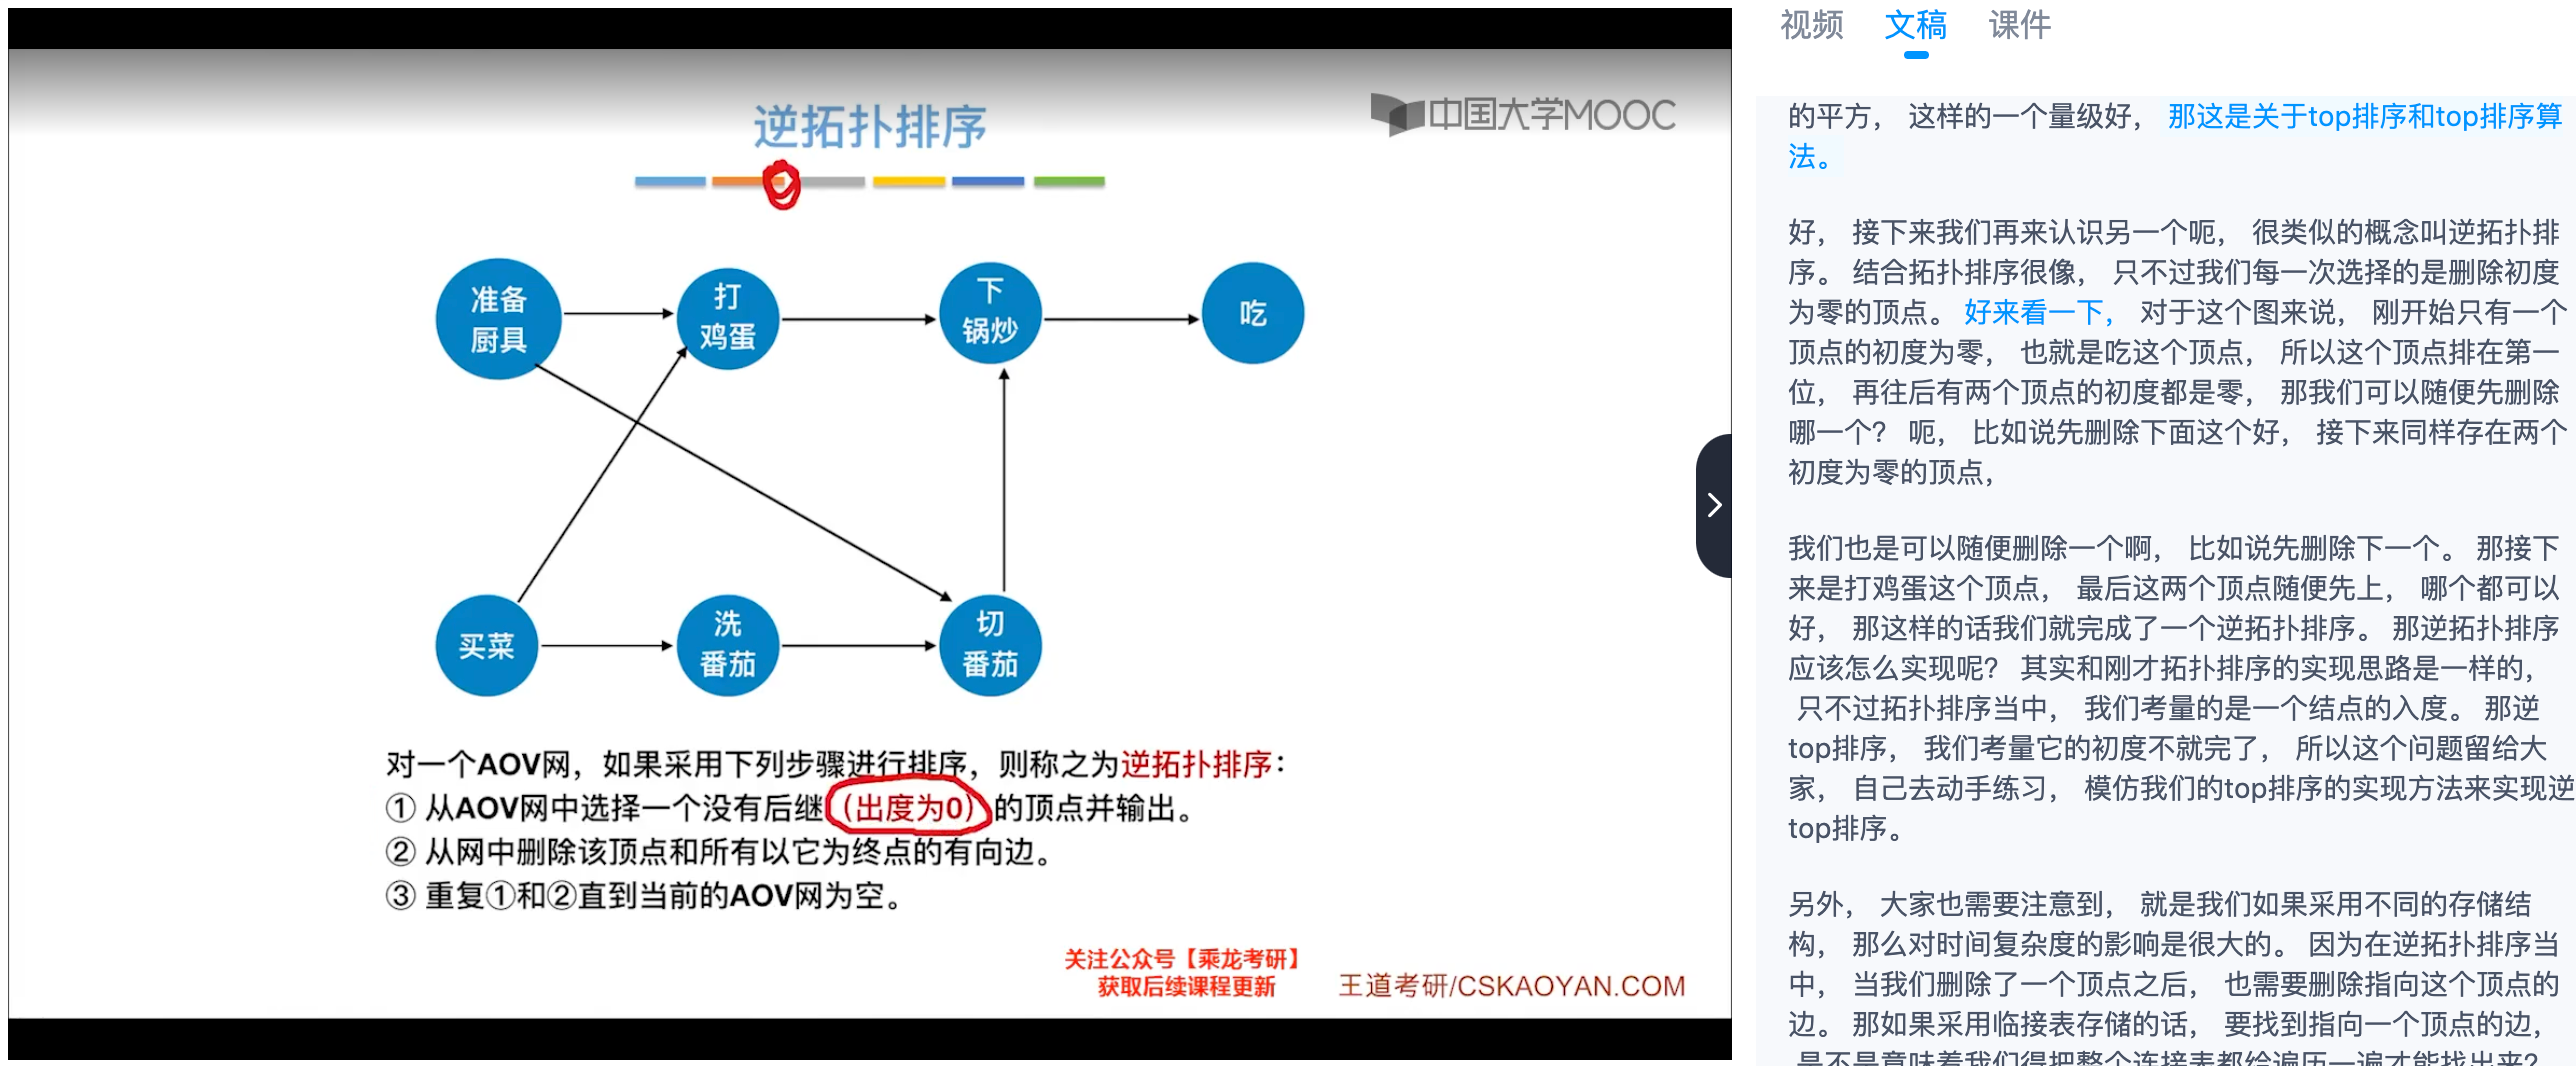 逆拓扑排序
中国大学MOOC
准备
厨具
打
鸡蛋
下
锅炒
吃
买菜
洗
番茄
切
番茄
对一个AOV网，如果采用下列步骤进行排序，则称之为逆拓扑排序：
① 从AOV网中选择一个没有后继（出度为0）的顶点并输出。
② 从网中删除该顶点和所有以它为终点的有向边。
③ 重复①和②直到当前的AOV网为空。
关注公众号【乘龙考研】
获取后续课程更新
王道考研/CSKAOYAN.COM
视频 文稿 课件
的平方， 这样的一个量级好， 那这是关于top排序和top排序算
法。
好， 接下来我们再来认识另一个呃， 很类似的概念叫逆拓扑排
序。 结合拓扑排序很像， 只不过我们每一次选择的是删除初度
为零的顶点。 好来看一下， 对于这个图来说， 刚开始只有一个
顶点的初度为零， 也就是吃这个顶点， 所以这个顶点排在第一
位， 再往后有两个顶点的初度都是零， 那我们可以随便先删除
哪一个？ 呃， 比如说先删除下面这个好， 接下来同样存在两个
初度为零的顶点，
我们也是可以随便删除一个啊， 比如说先删除下一个。 那接下
来是打鸡蛋这个顶点， 最后这两个顶点随便先上， 哪个都可以
好， 那这样的话我们就完成了一个逆拓扑排序。 那逆拓扑排序
应该怎么实现呢？ 其实和刚才拓扑排序的实现思路是一样的，
只不过拓扑排序当中， 我们考量的是一个结点的入度。 那逆
top排序， 我们考量它的初度不就完了， 所以这个问题留给大
家， 自己去动手练习， 模仿我们的top排序的实现方法来实现逆
top排序。
另外， 大家也需要注意到， 就是我们如果采用不同的存储结
构， 那么对时间复杂度的影响是很大的。 因为在逆拓扑排序当
中， 当我们删除了一个顶点之后， 也需要删除指向这个顶点的
边。 那如果采用临接表存储的话， 要找到指向一个顶点的边，
是不是意味着我们得把整个连接表都给遍历一遍才能找出来？